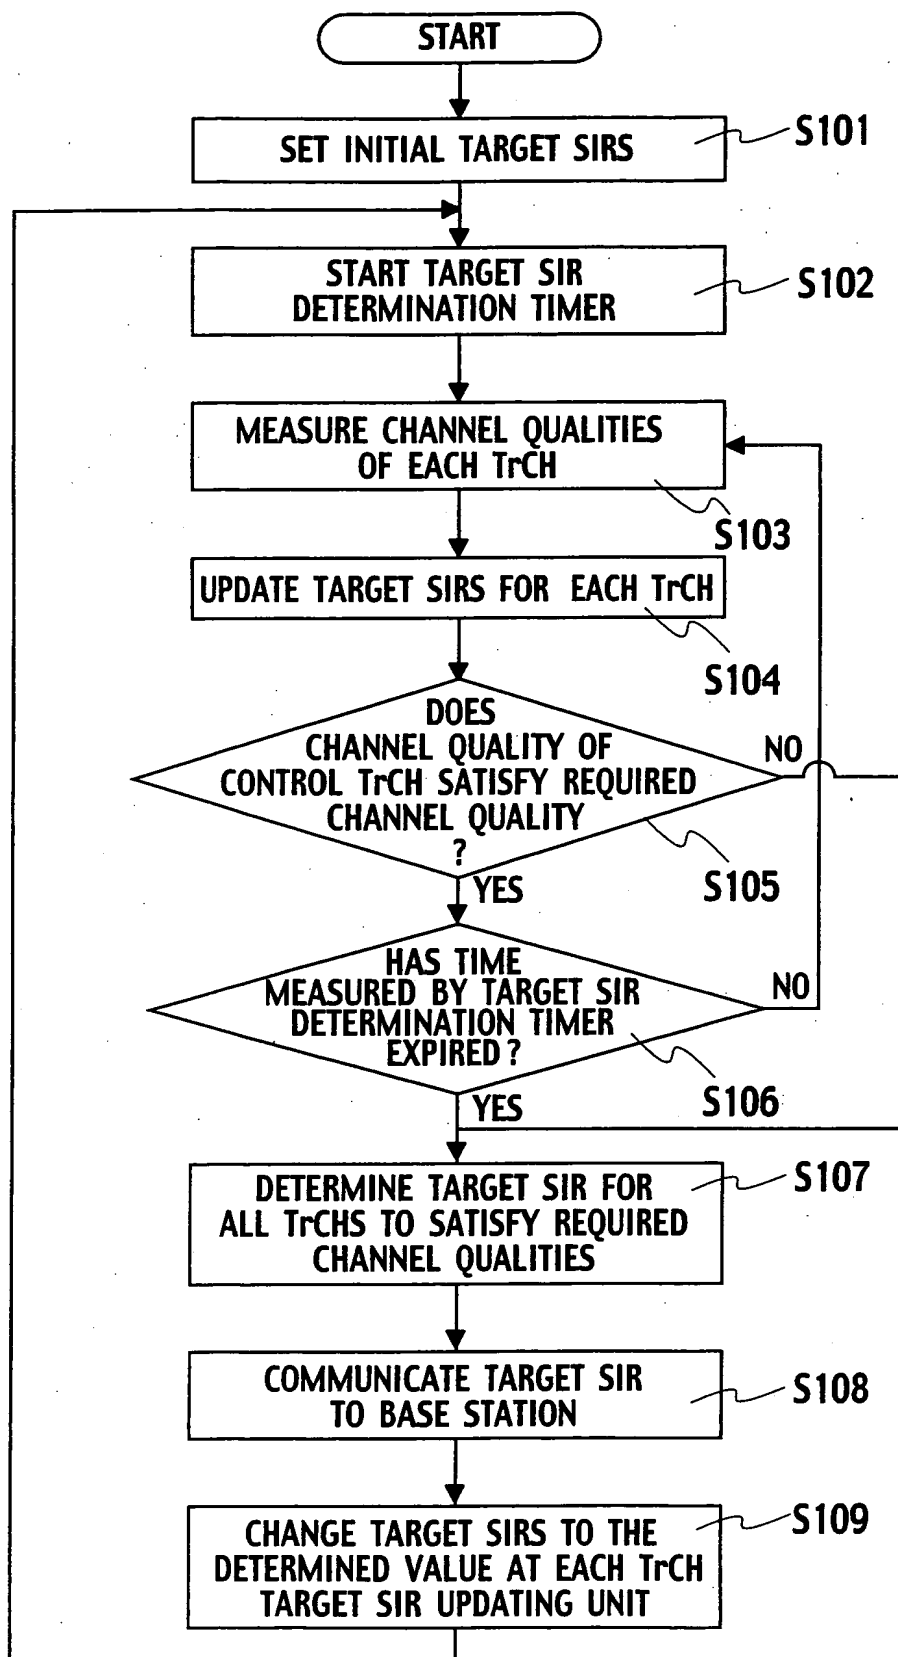 START
SET INITIAL TARGET SIRS
S101
START TARGET SIR
DETERMINATION TIMER
S102
MEASURE CHANNEL QUALITIES
OF EACH TrCH
S103
UPDATE TARGET SIRS FOR EACH TrCH
S104
DOES
CHANNEL QUALITY OF
CONTROL TrCH SATISFY REQUIRED
CHANNEL QUALITY
?
NO
S105
YES
HAS TIME
MEASURED BY TARGET SIR
DETERMINATION TIMER
EXPIRED ?
NO
S106
YES
DETERMINE TARGET SIR FOR
ALL TrCHS TO SATISFY REQUIRED
CHANNEL QUALITIES
S107
COMMUNICATE TARGET SIR
TO BASE STATION
S108
CHANGE TARGET SIRS TO THE
DETERMINED VALUE AT EACH TrCH
TARGET SIR UPDATING UNIT
S109